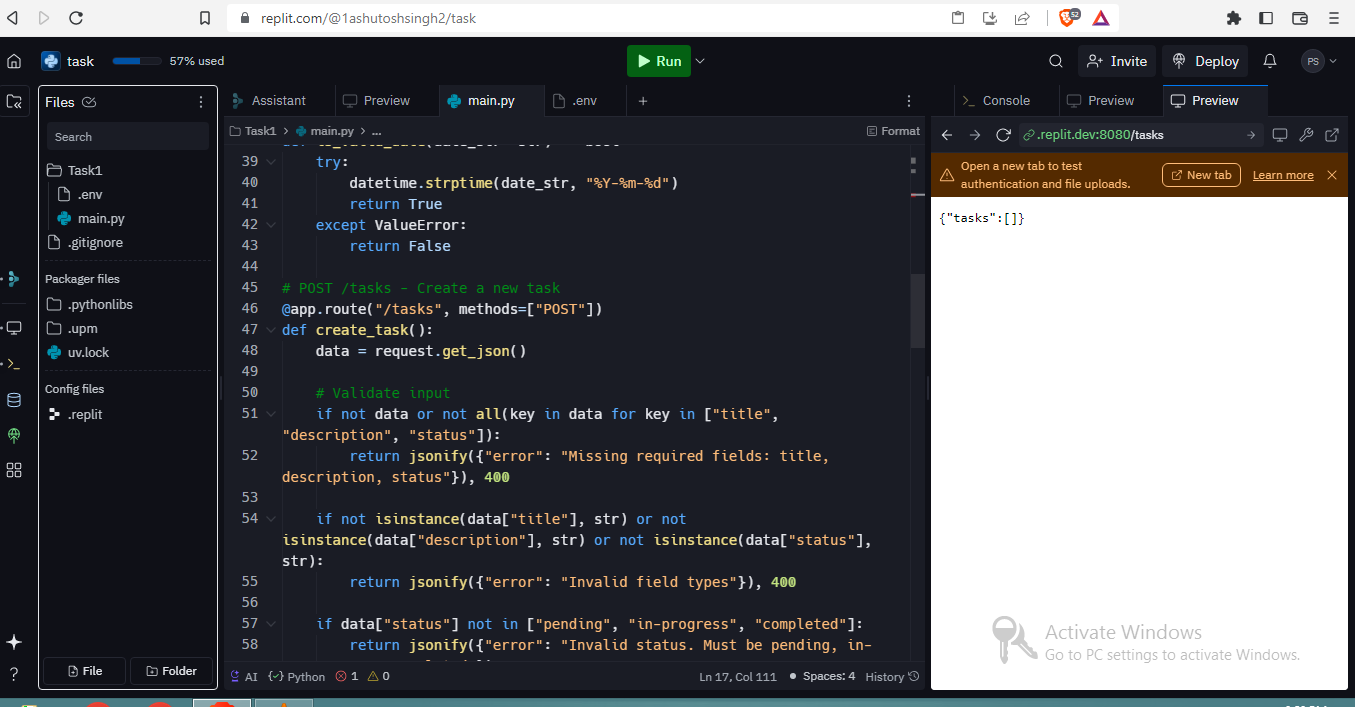 replit.com/@1ashutoshsingh2/task
52
task
57% used
Run
Invite
Deploy
PS
Files
Search
Task1
.env
main.py
.gitignore
Packager files
.pythonlibs
.upm
uv.lock
Config files
.replit
File
Folder
Assistant
Preview
main.py
.env
Task1 > main.py > ...
Format
39 try:
40 datetime.strptime(date_str, "%Y-%m-%d")
41 return True
42 except ValueError:
43 return False
44
45 # POST /tasks - Create a new task
46 @app.route("/tasks", methods=["POST"])
47 def create_task():
48 data = request.get_json()
49
50 # Validate input
51 if not data or not all(key in data for key in ["title",
"description", "status"]):
52 return jsonify({"error": "Missing required fields: title,
description, status"}), 400
53
54 if not isinstance(data["title"], str) or not
isinstance(data["description"], str) or not isinstance(data["status"],
str):
55 return jsonify({"error": "Invalid field types"}), 400
56
57 if data["status"] not in ["pending", "in-progress", "completed"]:
58 return jsonify({"error": "Invalid status. Must be pending, in-
AI
Python
1
0
Ln 17, Col 111
Spaces: 4
History
Console
Preview
Preview
.replit.dev:8080/tasks
Open a new tab to test
authentication and file uploads.
New tab
Learn more
{"tasks":[]}
Activate Windows
Go to PC settings to activate Windows.